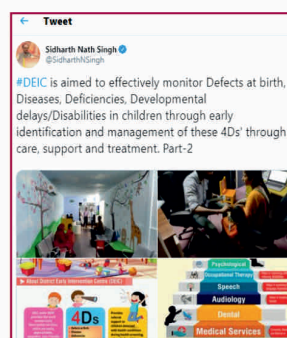 ← Tweet
Sidharth Nath Singh
@SidharthNSingh
#DEIC is aimed to effectively monitor Defects at birth,
Diseases, Deficiencies, Developmental
delays/Disabilities in children through early
identification and management of these 4Ds' through
care, support and treatment. Part-2
About District Early Intervention Centre (DEIC)
4Ds
Psychological
Occupational Therapy
Speech
Audiology
Dental
Medical Services